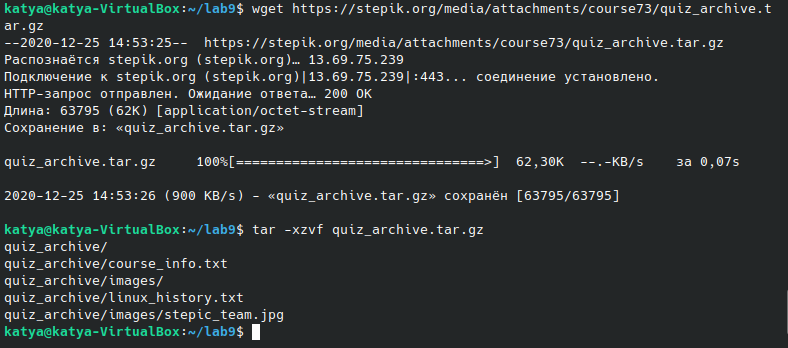 katya@katya-VirtualBox:~/lab9$ wget https://stepik.org/media/attachments/course73/quiz_archive.t
ar.gz
--2020-12-25 14:53:25--  https://stepik.org/media/attachments/course73/quiz_archive.tar.gz
Распознаётся stepik.org (stepik.org)… 13.69.75.239
Подключение к stepik.org (stepik.org)|13.69.75.239|:443... соединение установлено.
HTTP-запрос отправлен. Ожидание ответа… 200 OK
Длина: 63795 (62K) [application/octet-stream]
Сохранение в: «quiz_archive.tar.gz»
quiz_archive.tar.gz     100%[===============================>]  62,30K  --.-KB/s    за 0,07s
2020-12-25 14:53:26 (900 KB/s) - «quiz_archive.tar.gz» сохранён [63795/63795]
katya@katya-VirtualBox:~/lab9$ tar -xzvf quiz_archive.tar.gz
quiz_archive/
quiz_archive/course_info.txt
quiz_archive/images/
quiz_archive/linux_history.txt
quiz_archive/images/stepic_team.jpg
katya@katya-VirtualBox:~/lab9$